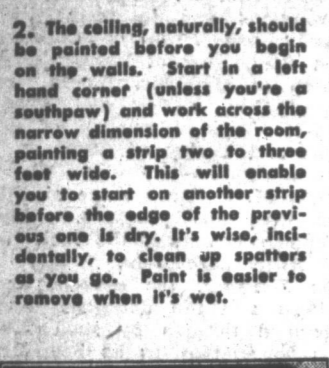 2. The ceiling, naturally, should
be painted before you begin
on the walls. Start in a left
hand corner (unless you're a
southpaw) and work across the
narrow dimension of the room,
painting a strip two to three
feet wide. This will enable
you to start on another strip
before the edge of the previ-
ous one is dry. It's wise, inci-
dentally, to clean up spatters
as you go. Paint is easier to
remove when it's wet.